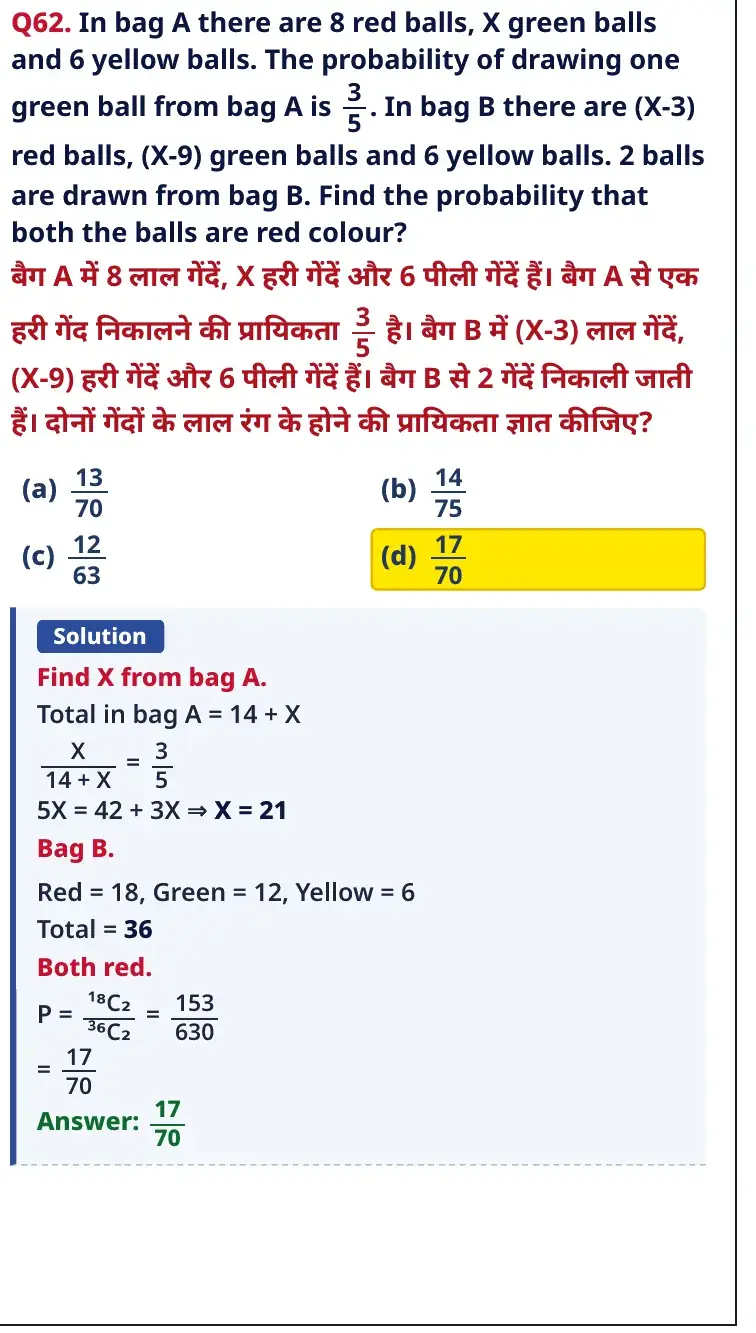 Q62. In bag A there are 8 red balls, X green balls
and 6 yellow balls. The probability of drawing one
green ball from bag A is 3/5. In bag B there are (X-3)
red balls, (X-9) green balls and 6 yellow balls. 2 balls
are drawn from bag B. Find the probability that
both the balls are red colour?
बैग A में 8 लाल गेंदें, X हरी गेंदें और 6 पीली गेंदें हैं। बैग A से एक
हरी गेंद निकालने की प्रायिकता 3/5 है। बैग B में (X-3) लाल गेंदें,
(X-9) हरी गेंदें और 6 पीली गेंदें हैं। बैग B से 2 गेंदें निकाली जाती
हैं। दोनों गेंदों के लाल रंग के होने की प्रायिकता ज्ञात कीजिए?
(a) 13/70 (b) 14/75
(c) 12/63 (d) 17/70
Solution
Find X from bag A.
Total in bag A = 14 + X
X/(14 + X) = 3/5
5X = 42 + 3X ⇒ X = 21
Bag B.
Red = 18, Green = 12, Yellow = 6
Total = 36
Both red.
P = ¹⁸C₂/³⁶C₂ = 153/630
= 17/70
Answer: 17/70